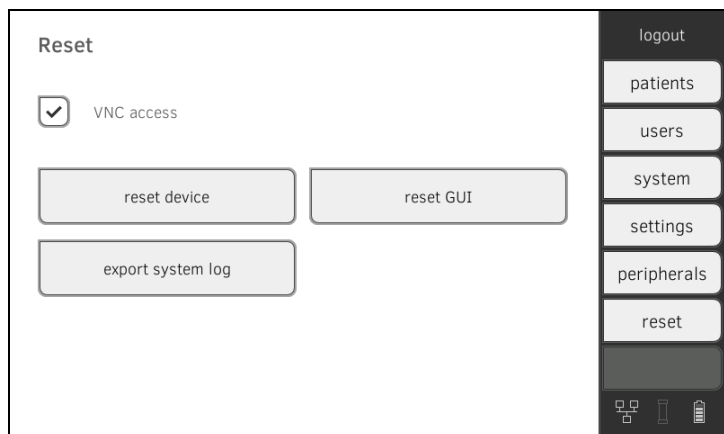 Reset
VNC access
reset device
reset GUI
export system log
logout
patients
users
system
settings
peripherals
reset